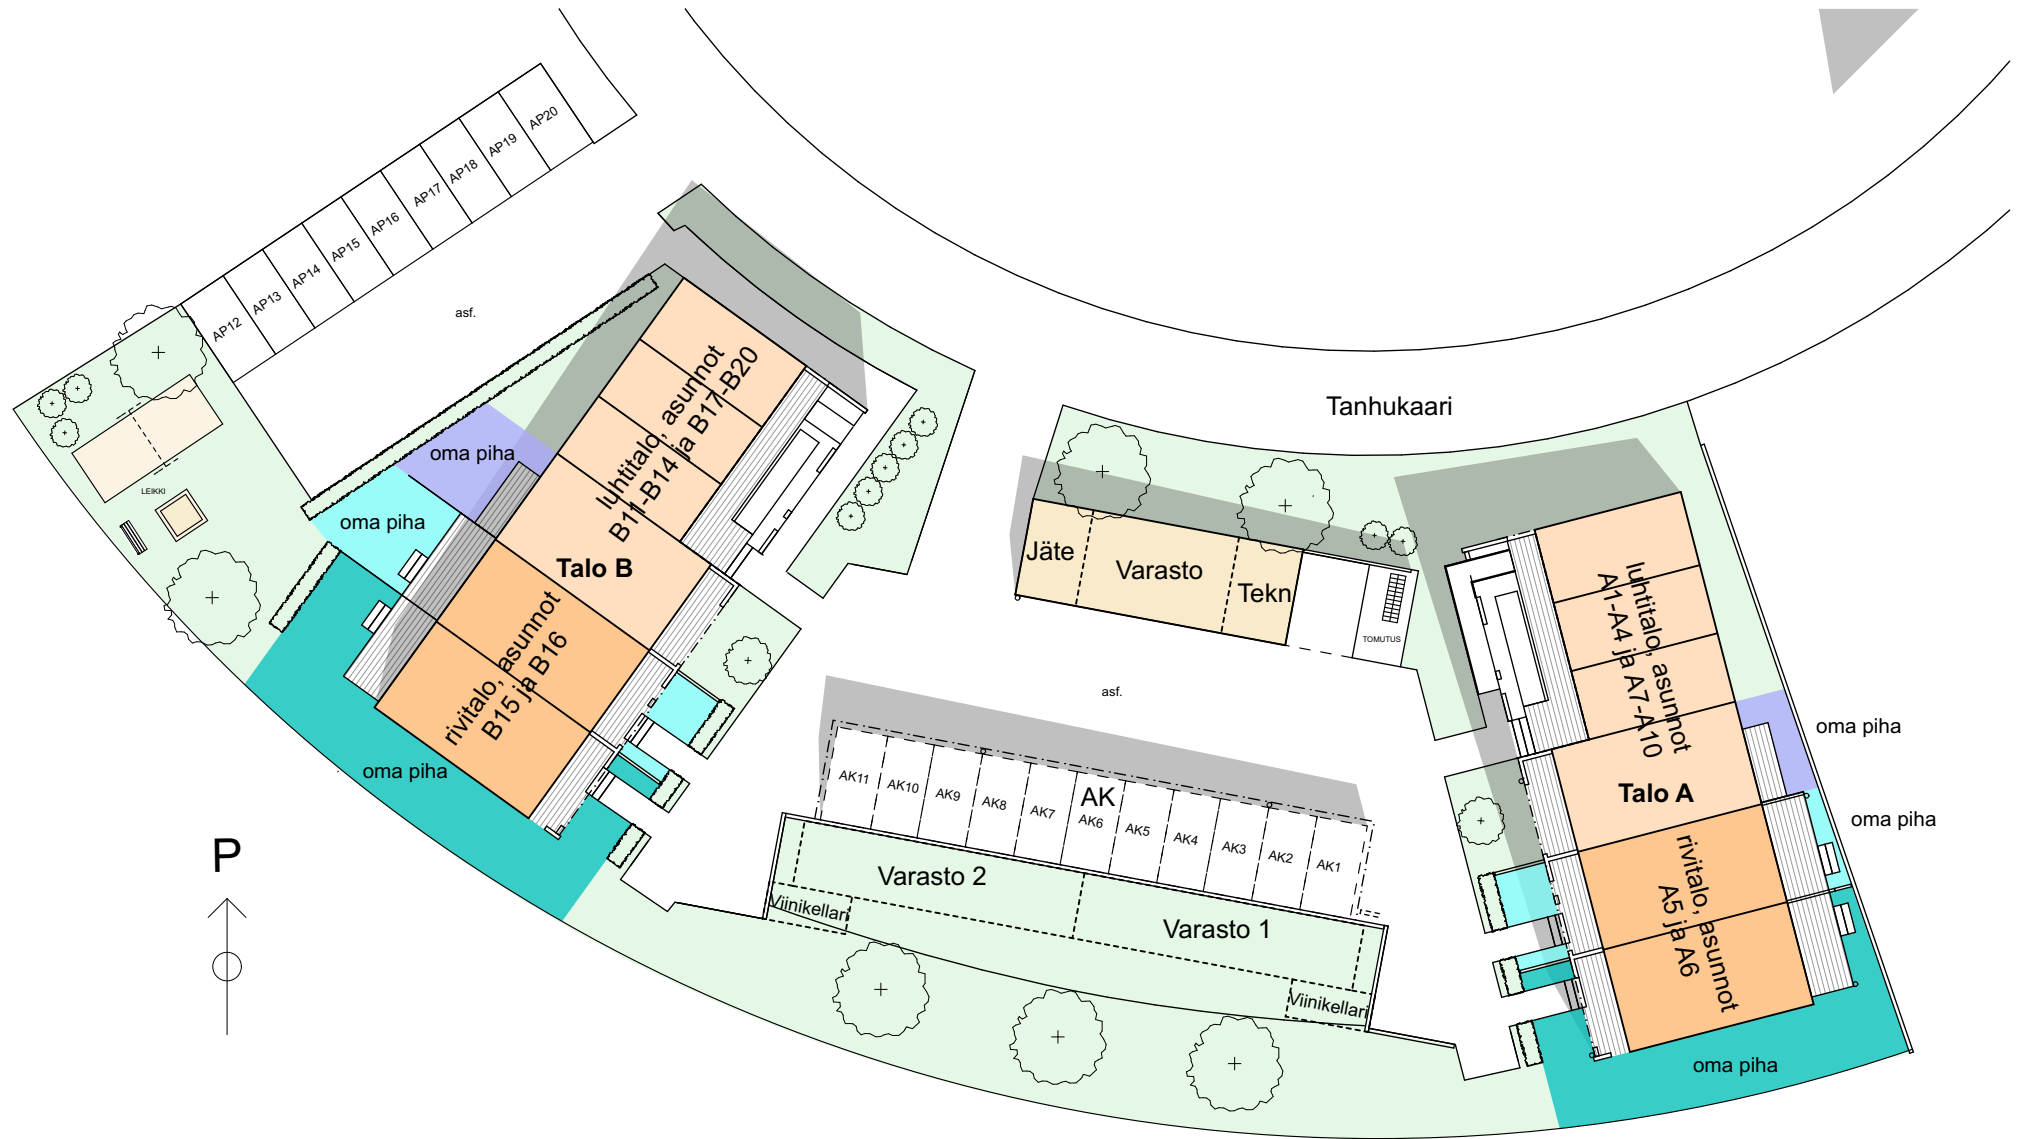 AP20
AP19
AP18
AP17
AP16
AP15
AP14
AP13
AP12
asf.
LEIKKI
oma piha
oma piha
luhtitalo, asunnot
B11-B14 ja B17-B20
Talo B
rivitalo, asunnot
B15 ja B16
oma piha
P
Tanhukaari
Jäte
Varasto
Tekn
TOMUTUS
asf.
AK
AK11
AK10
AK9
AK8
AK7
AK6
AK5
AK4
AK3
AK2
AK1
Varasto 2
Viinikellari
Varasto 1
Viinikellari
luhtitalo, asunnot
A1-A4 ja A7-A10
Talo A
rivitalo, asunnot
A5 ja A6
oma piha
oma piha
oma piha